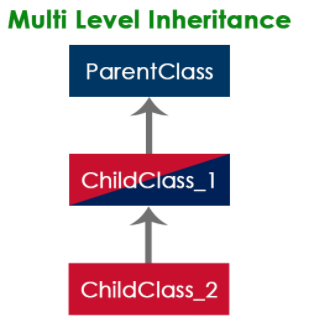 Multi Level Inheritance
ParentClass
ChildClass_1
ChildClass_2